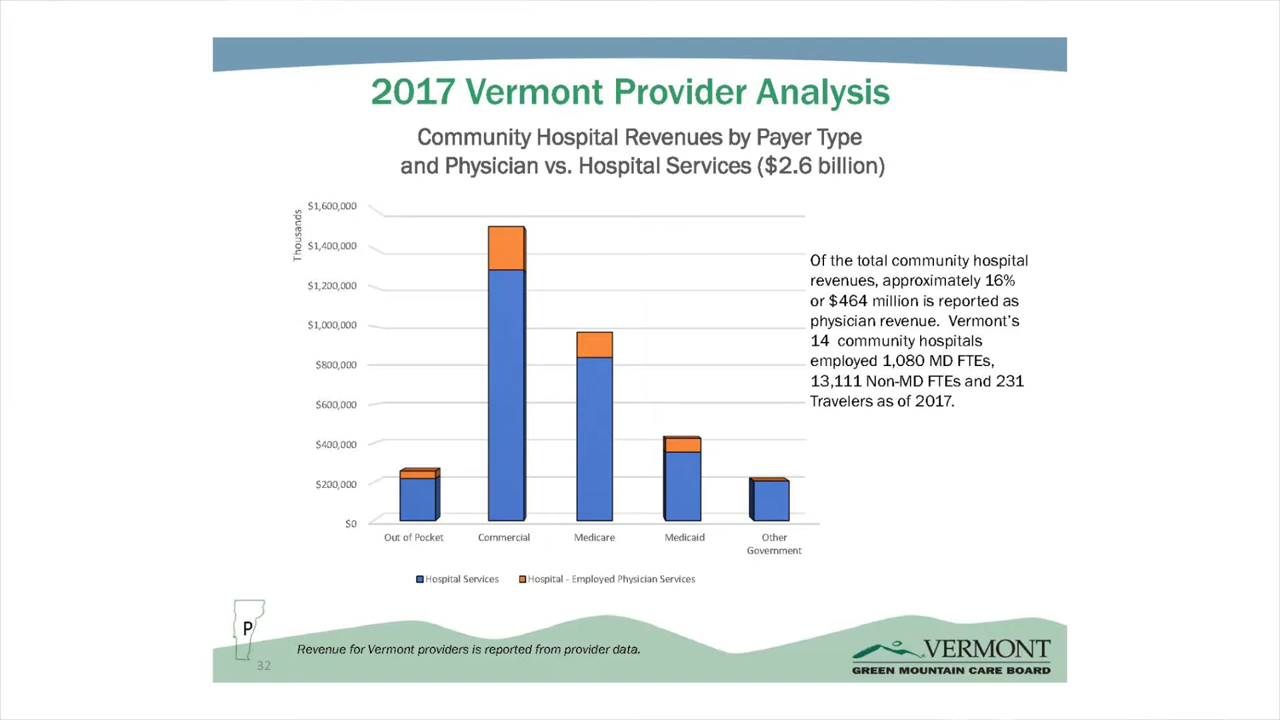 2017 Vermont Provider Analysis
Community Hospital Revenues by Payer Type
and Physician vs. Hospital Services ($2.6 billion)
Thousands
$1,600,000
$1,400,000
$1,200,000
$1,000,000
$800,000
$600,000
$400,000
$200,000
$0
Out of Pocket
Commercial
Medicare
Medicaid
Other
Government
Hospital Services
Hospital - Employed Physician Services
Of the total community hospital
revenues, approximately 16%
or $464 million is reported as
physician revenue. Vermont's
14 community hospitals
employed 1,080 MD FTEs,
13,111 Non-MD FTEs and 231
Travelers as of 2017.
P
32
Revenue for Vermont providers is reported from provider data.
VERMONT
GREEN MOUNTAIN CARE BOARD